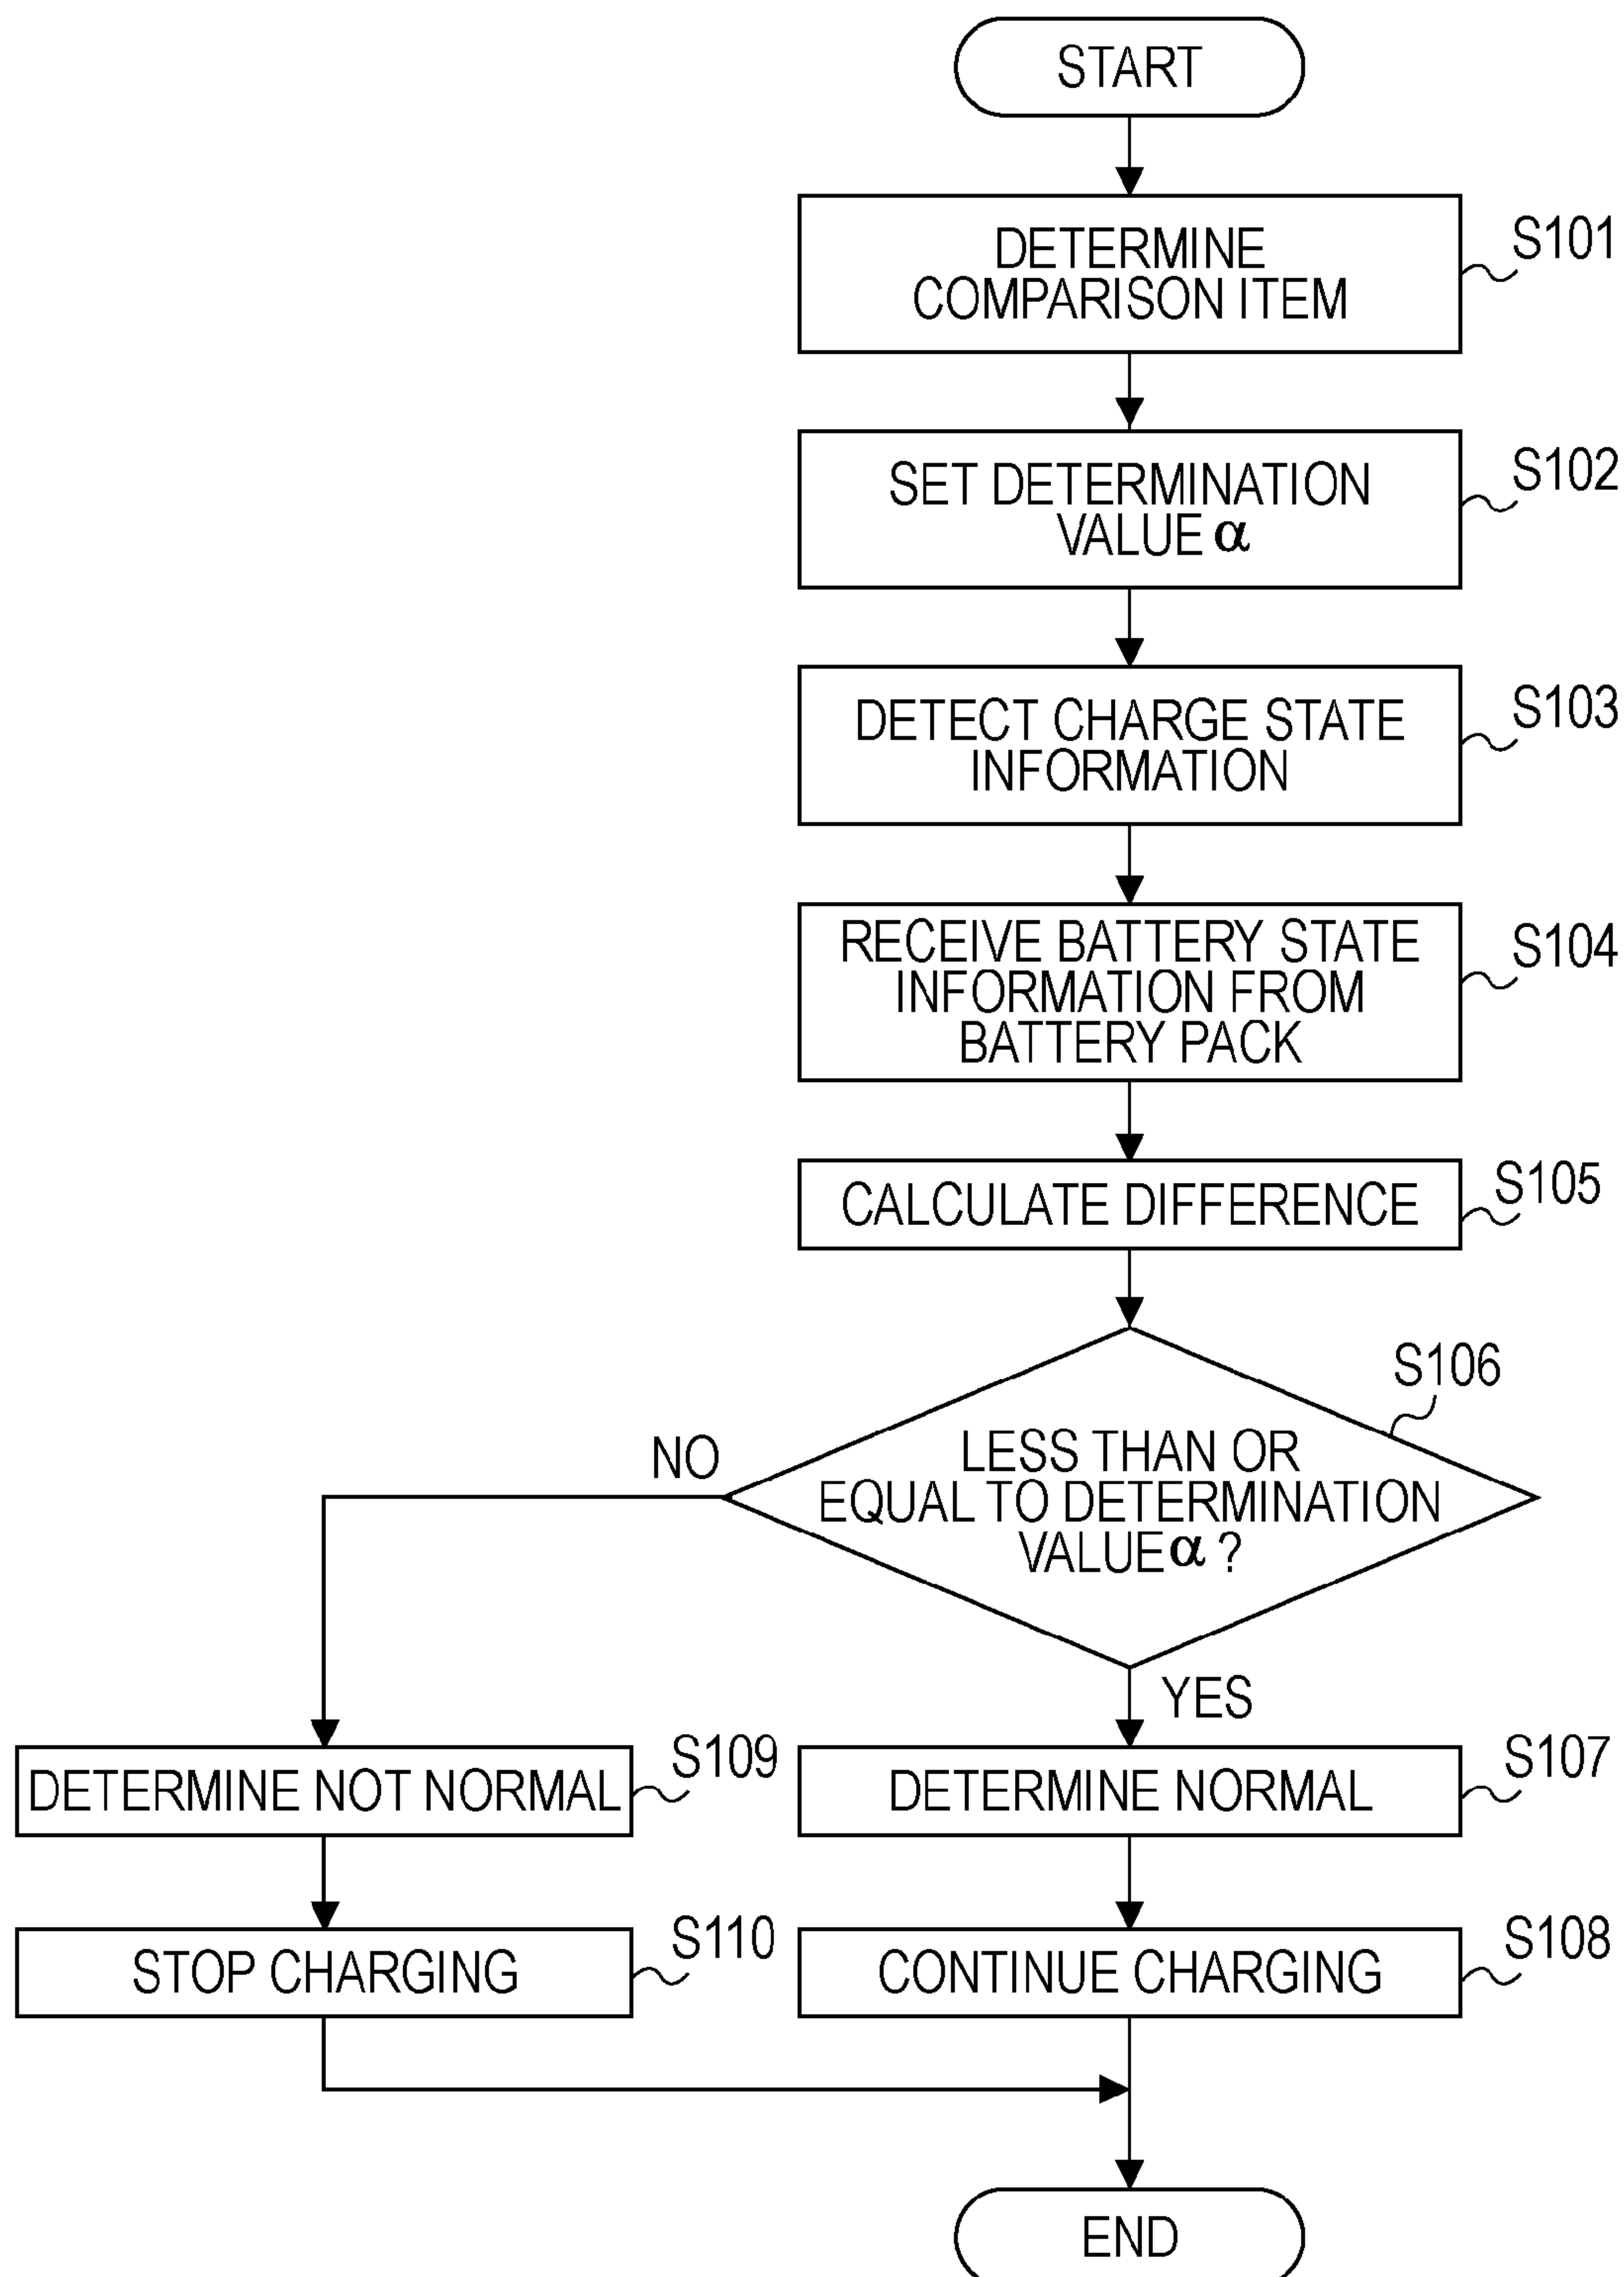 START
DETERMINE
COMPARISON ITEM
S101
SET DETERMINATION
VALUE α
S102
DETECT CHARGE STATE
INFORMATION
S103
RECEIVE BATTERY STATE
INFORMATION FROM
BATTERY PACK
S104
CALCULATE DIFFERENCE
S105
S106
LESS THAN OR
EQUAL TO DETERMINATION
VALUE α ?
NO
YES
DETERMINE NOT NORMAL
S109
DETERMINE NORMAL
S107
STOP CHARGING
S110
CONTINUE CHARGING
S108
END